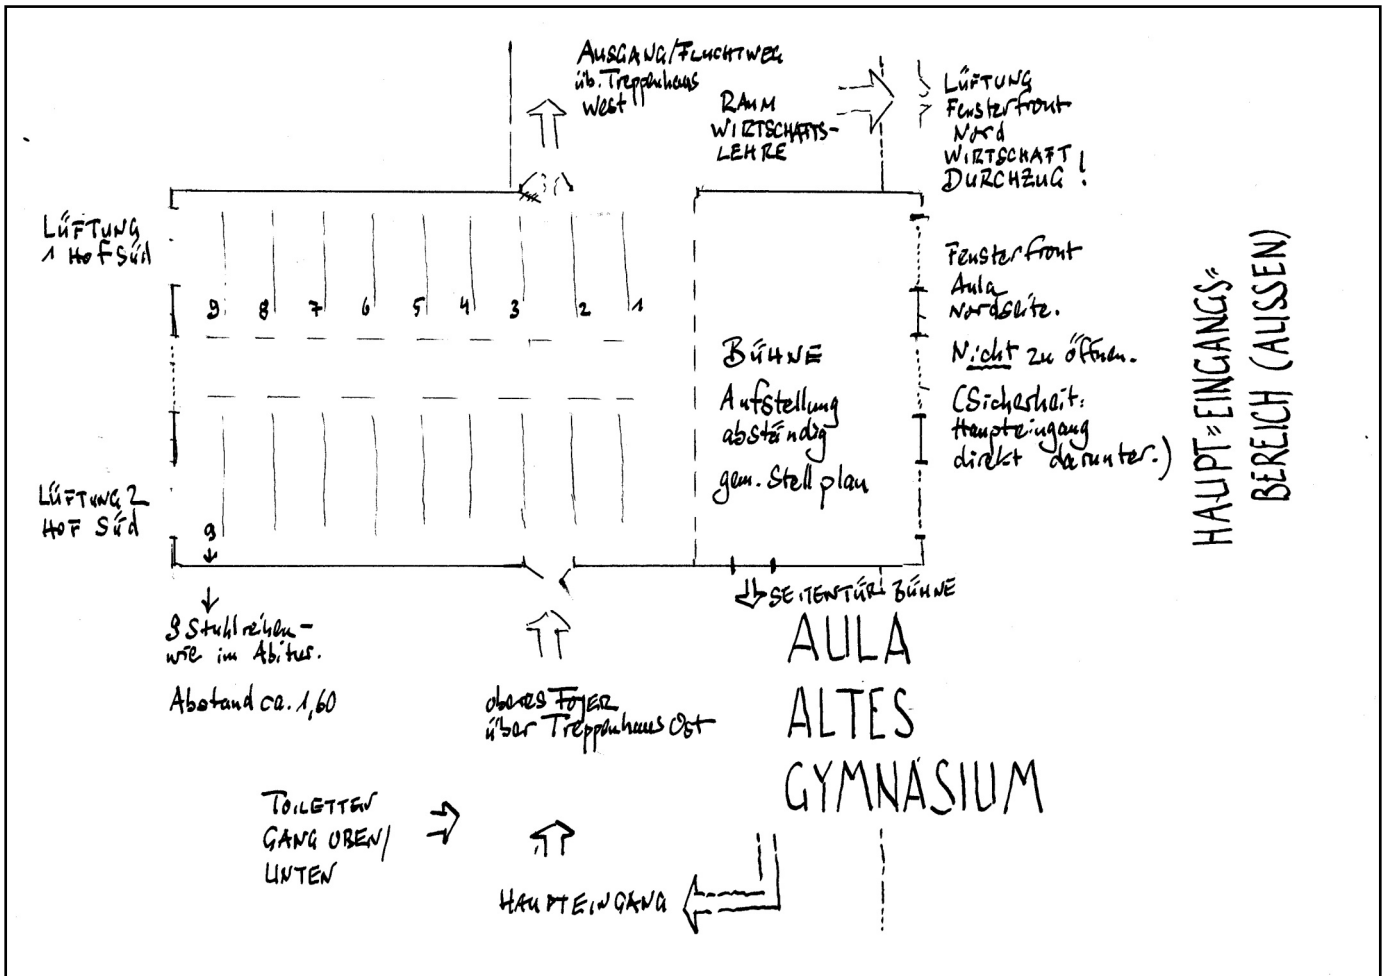 AUSGANG/FLUCHTWEG
üb. Treppenhaus
West
RAUM
WIRTSCHAFTS-
LEHRE
LÜFTUNG
Fensterfront
Nord
WIRTSCHAFT
DURCHZUG!
LÜFTUNG
1 Hof Süd
9 8 7 6 5 4 3 2 1
Fensterfront
Aula
Nordseite.
Nicht zu öffnen.
(Sicherheit:
Haupteingang
direkt darunter.)
HAUPT=EINGANGS=
BEREICH (AUSSEN)
BÜHNE
Aufstellung
abständig
gem. Stellplan
LÜFTUNG 2
HOF Süd
9
9 Stuhlreihen –
wie im Abitur.
Abstand ca. 1,60
oberes FOYER
über Treppenhaus Ost
SEITENTÜR BÜHNE
AULA
ALTES
GYMNASIUM
TOILETTEN
GANG OBEN/
UNTEN
HAUPTEINGANG